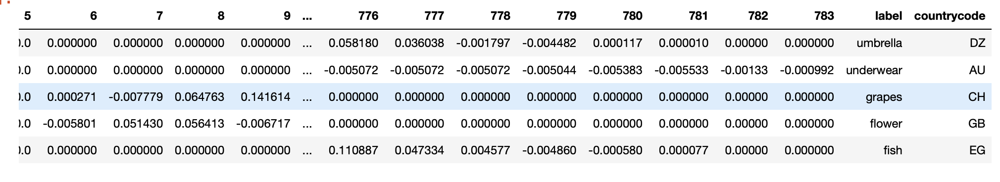 5 6 7 8 9 ... 776 777 778 779 780 781 782 783 label countrycode
.0 0.000000 0.000000 0.000000 0.000000 ... 0.058180 0.036038 -0.001797 -0.004482 0.000117 0.000010 0.00000 0.000000 umbrella DZ
.0 0.000000 0.000000 0.000000 0.000000 ... -0.005072 -0.005072 -0.005072 -0.005044 -0.005383 -0.005533 -0.00133 -0.000992 underwear AU
.0 0.000271 -0.007779 0.064763 0.141614 ... 0.000000 0.000000 0.000000 0.000000 0.000000 0.000000 0.00000 0.000000 grapes CH
.0 -0.005801 0.051430 0.056413 -0.006717 ... 0.000000 0.000000 0.000000 0.000000 0.000000 0.000000 0.00000 0.000000 flower GB
.0 0.000000 0.000000 0.000000 0.000000 ... 0.110887 0.047334 0.004577 -0.004860 -0.000580 0.000077 0.00000 0.000000 fish EG